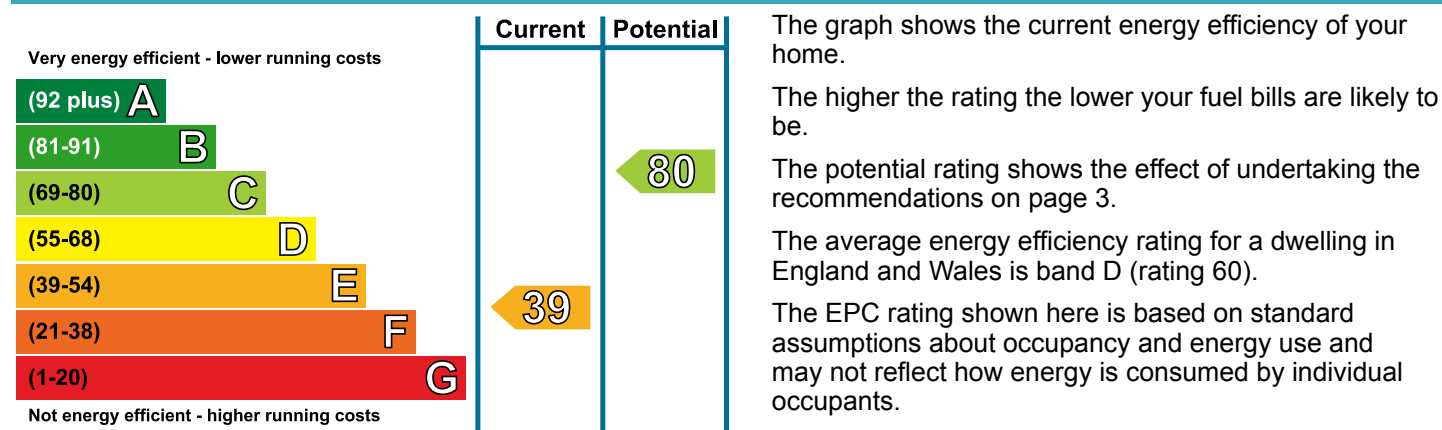 Current Potential
Very energy efficient - lower running costs
(92 plus) A
(81-91) B
(69-80) C
(55-68) D
(39-54) E
(21-38) F
(1-20) G
Not energy efficient - higher running costs
80
39
The graph shows the current energy efficiency of your
home.
The higher the rating the lower your fuel bills are likely to
be.
The potential rating shows the effect of undertaking the
recommendations on page 3.
The average energy efficiency rating for a dwelling in
England and Wales is band D (rating 60).
The EPC rating shown here is based on standard
assumptions about occupancy and energy use and
may not reflect how energy is consumed by individual
occupants.